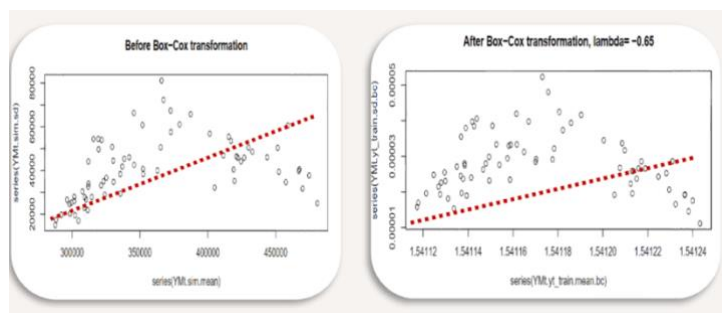 Before Box-Cox transformation
series(YMt.sim.sd)
80000
60000
40000
20000
300000 350000 400000 450000
series(YMt.sim.mean)
After Box-Cox transformation, lambda= -0.65
series(YMt.yt_train.sd.bc)
0.00005
0.00003
0.00001
1.54112 1.54114 1.54116 1.54118 1.54120 1.54122 1.54124
series(YMt.yt_train.mean.bc)